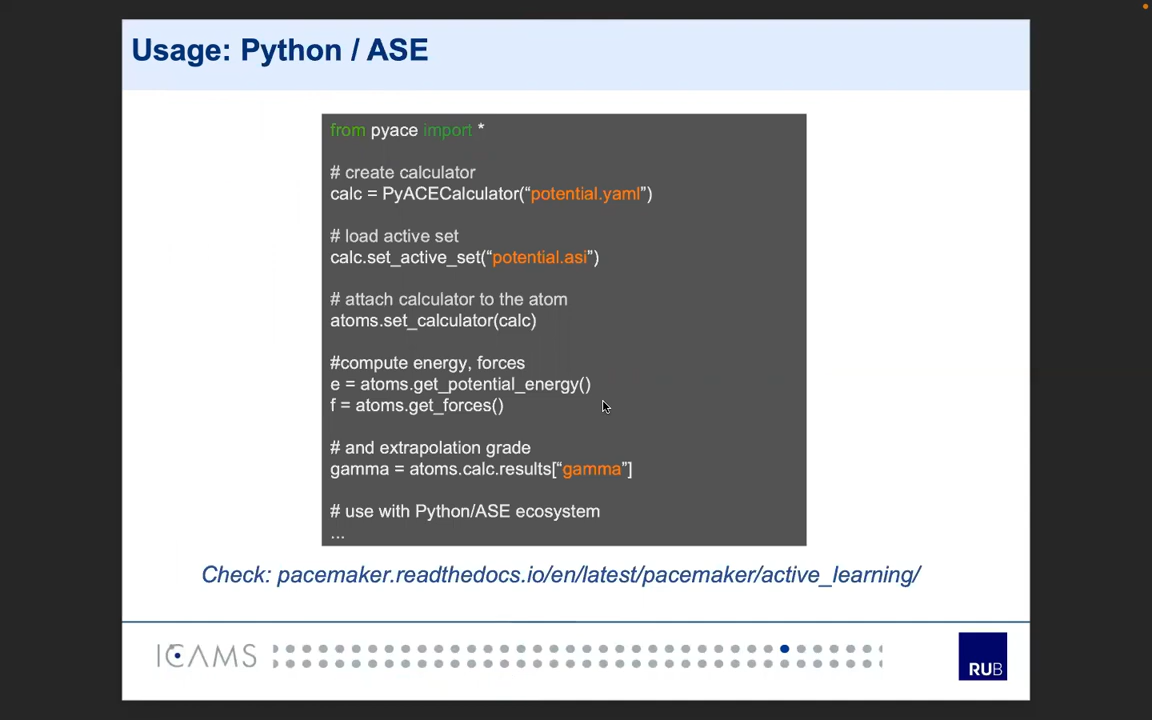 Usage: Python / ASE
from pyace import *
# create calculator
calc = PyACECalculator(“potential.yaml”)
# load active set
calc.set_active_set(“potential.asi”)
# attach calculator to the atom
atoms.set_calculator(calc)
#compute energy, forces
e = atoms.get_potential_energy()
f = atoms.get_forces()
# and extrapolation grade
gamma = atoms.calc.results[“gamma”]
# use with Python/ASE ecosystem
...
Check: pacemaker.readthedocs.io/en/latest/pacemaker/active_learning/
ICAMS
RUB